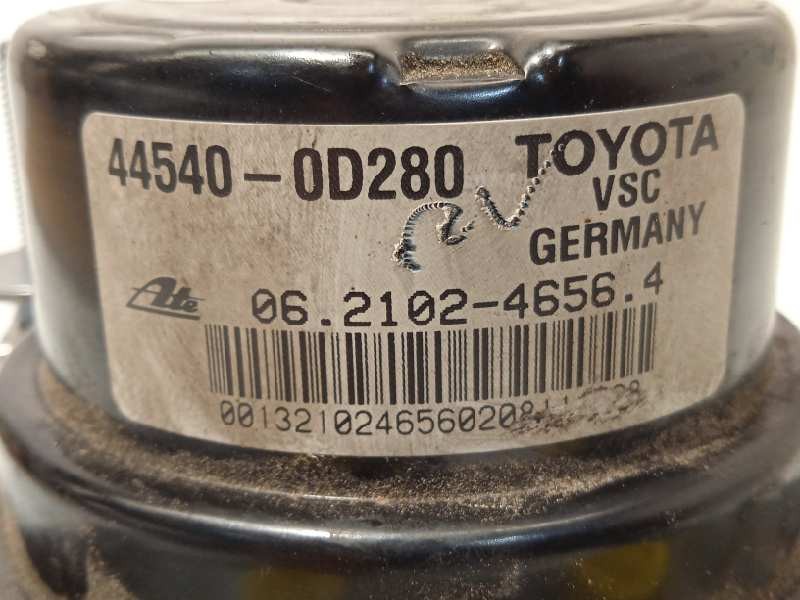 44540-0D280 TOYOTA
VSC
GERMANY
Ate
06.2102-4656.4